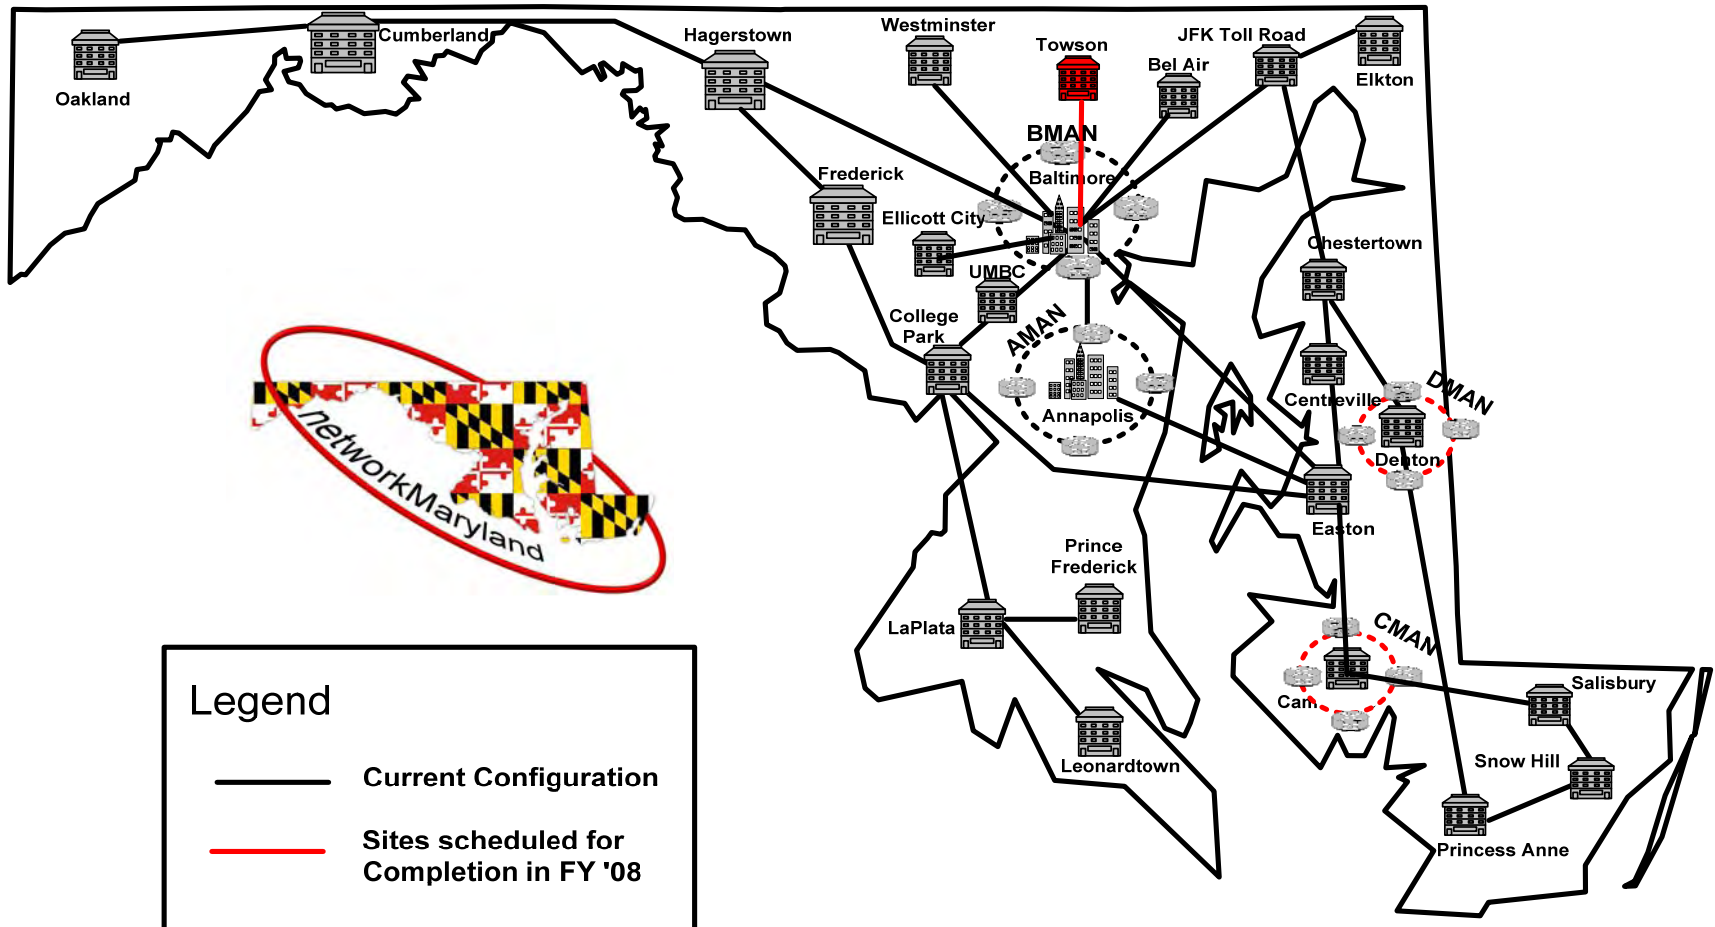 Westminster
Hagerstown
Cumberland
Towson
JFK Toll Road
Bel Air
Elkton
Oakland
BMAN
Frederick
Baltimore
Ellicott City
Chestertown
UMBC
College
Park
AMAN
DMAN
Centreville
Annapolis
Denton
networkMaryland
Easton
Prince
Frederick
LaPlata
CMAN
Cam
Salisbury
Legend
Snow Hill
Leonardtown
Current Configuration
Sites scheduled for
Completion in FY '08
Princess Anne